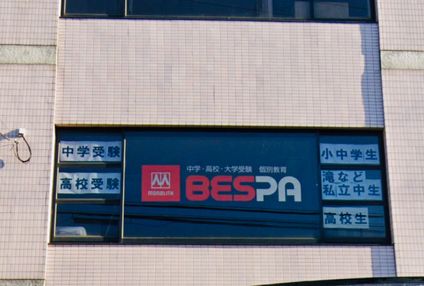 中学受験
高校受験
中学・高校・大学受験 個別教育
BESPA
小中学生
滝など
私立中生
高校生